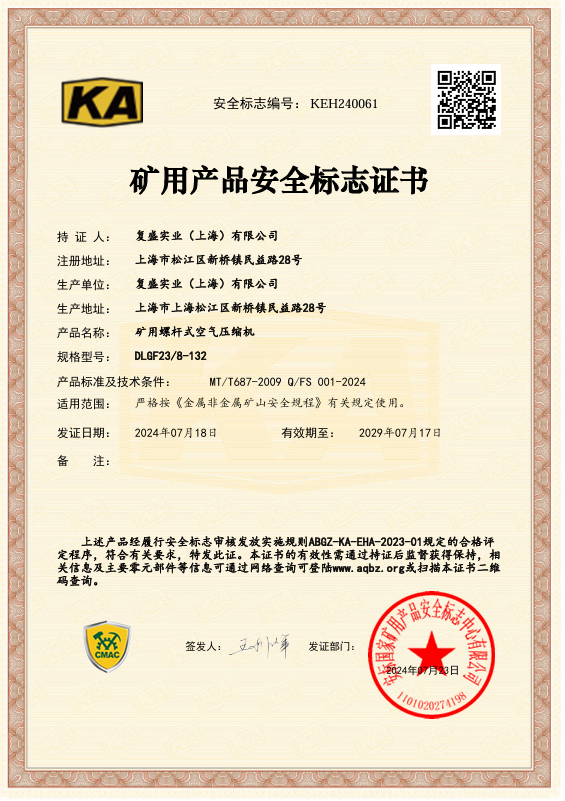 KA
安全标志编号: KEH240061
矿用产品安全标志证书
持 证 人: 复盛实业（上海）有限公司
注册地址: 上海市松江区新桥镇民益路28号
生产单位: 复盛实业（上海）有限公司
生产地址: 上海市上海松江区新桥镇民益路28号
产品名称: 矿用螺杆式空气压缩机
规格型号: DLGF23/8-132
产品标准及技术条件: MT/T687-2009 Q/FS 001-2024
适用范围: 严格按《金属非金属矿山安全规程》有关规定使用。
发证日期: 2024年07月18日 有效期至: 2029年07月17日
备 注:
上述产品经履行安全标志审核发放实施规则ABGZ-KA-EHA-2023-01规定的合格评
定程序，符合有关要求，特发此证。本证书的有效性需通过持证后监督获得保持，相
关信息及主要零元部件等信息可通过网络查询可登陆www.aqbz.org或扫描本证书二维
码查询。
CMAC
签发人: 发证部门:
安标国家矿用产品安全标志中心有限公司
2024年07月23日
1101020274198